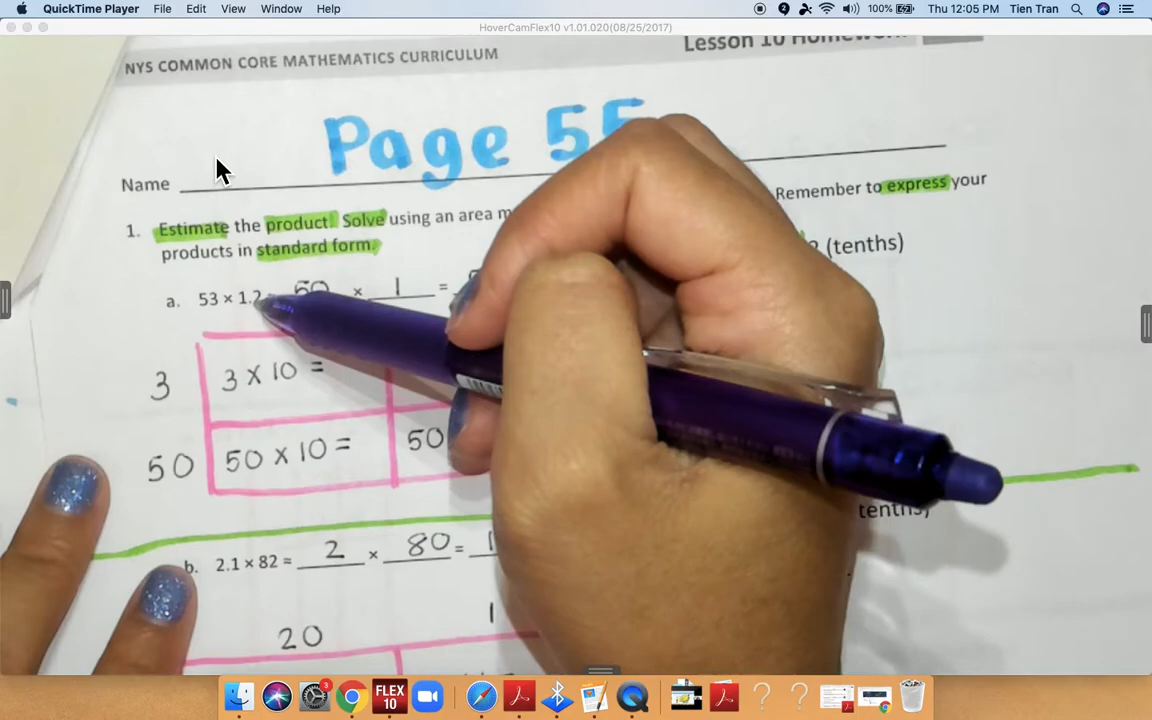 QuickTime Player File Edit View Window Help 100% Thu 12:05 PM Tien Tran
HoverCamFlex10 v1.01.020(08/25/2017)
NYS COMMON CORE MATHEMATICS CURRICULUM
Lesson 10 Homework
Page 55
Name
1. Estimate the product. Solve using an area Remember to express your
products in standard form.
(tenths)
a. 53 × 1.2 50 × 1 =
3 3 X 10 =
50 50 X 10 = 50
tenths)
b. 2.1 × 82 ≈ 2 × 80 =
20 1
FLEX
10